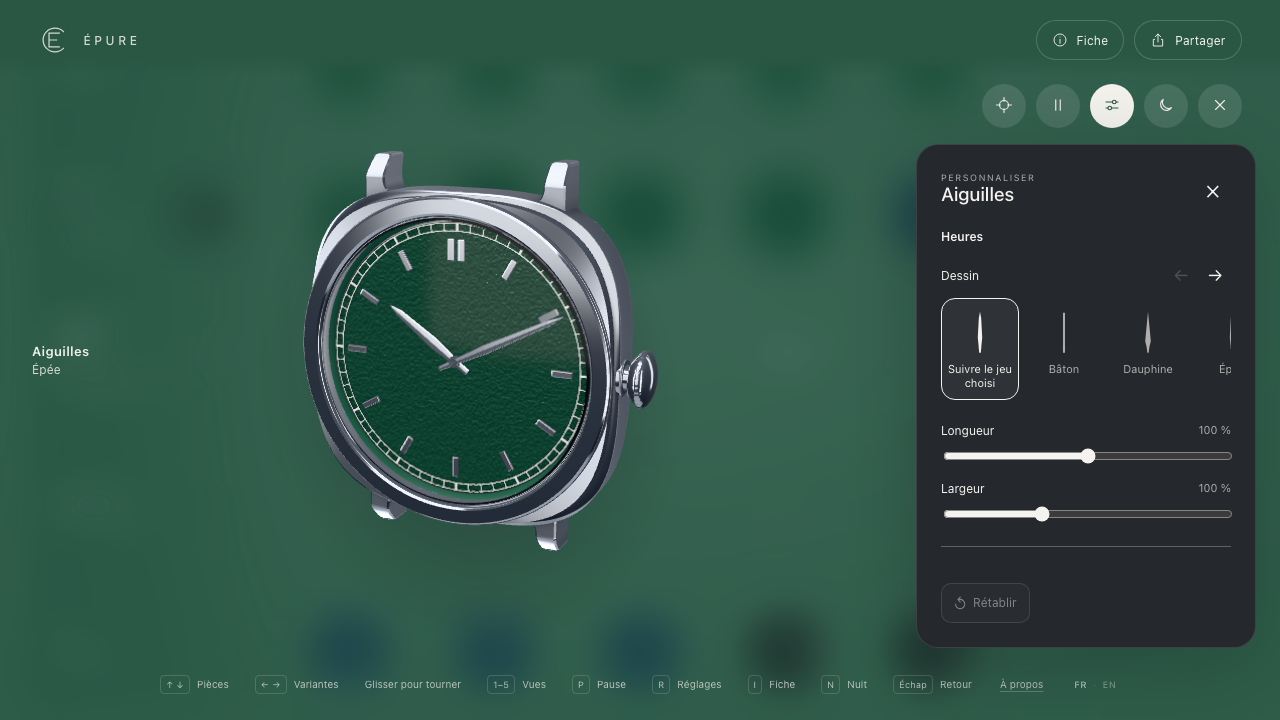 ÉPURE
Fiche
Partager
PERSONNALISER
Aiguilles
Heures
Dessin
Suivre le jeu
choisi
Bâton
Dauphine
Ép
Longueur
100 %
Largeur
100 %
Rétablir
Aiguilles
Épée
↑ ↓ Pièces
← → Variantes
Glisser pour tourner
1–5 Vues
P Pause
R Réglages
I Fiche
N Nuit
Échap Retour
À propos
FR · EN